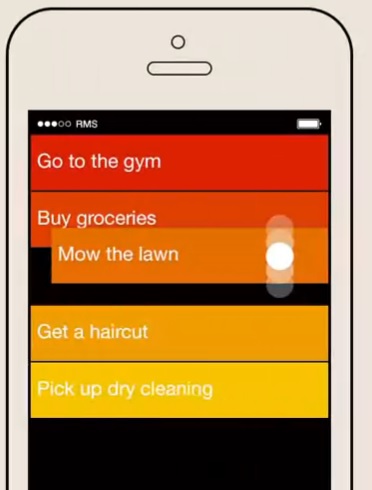 RMS
Go to the gym
Buy groceries
Mow the lawn
Get a haircut
Pick up dry cleaning